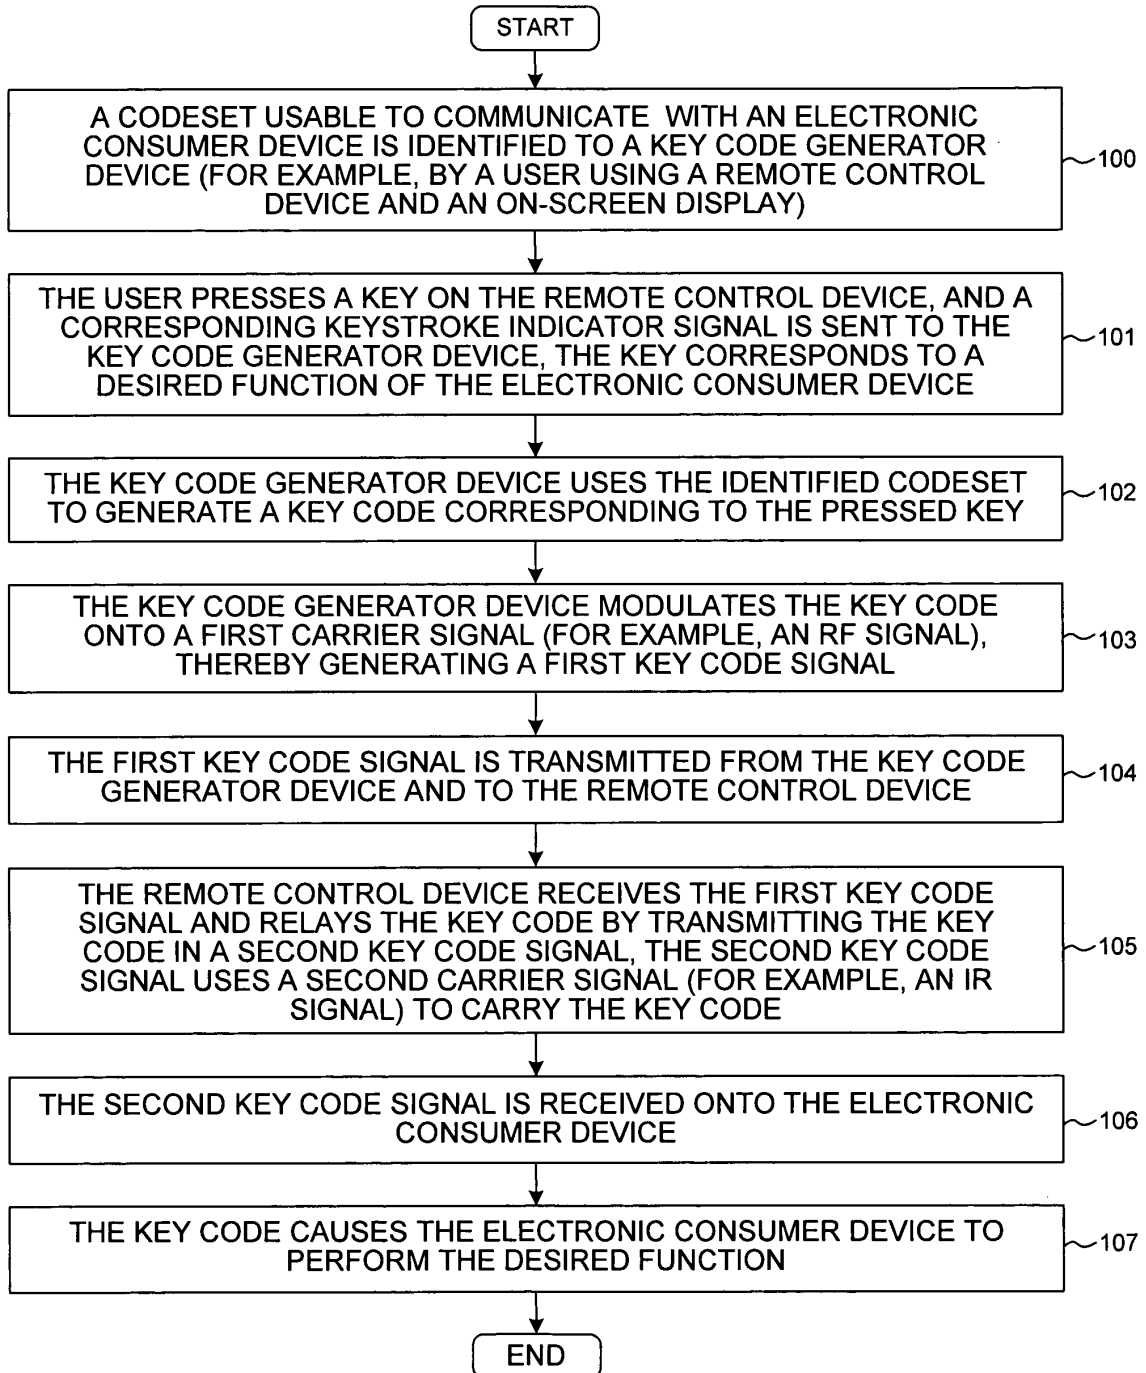 START
A CODESET USABLE TO COMMUNICATE WITH AN ELECTRONIC
CONSUMER DEVICE IS IDENTIFIED TO A KEY CODE GENERATOR
DEVICE (FOR EXAMPLE, BY A USER USING A REMOTE CONTROL
DEVICE AND AN ON-SCREEN DISPLAY)
100
THE USER PRESSES A KEY ON THE REMOTE CONTROL DEVICE, AND A
CORRESPONDING KEYSTROKE INDICATOR SIGNAL IS SENT TO THE
KEY CODE GENERATOR DEVICE, THE KEY CORRESPONDS TO A
DESIRED FUNCTION OF THE ELECTRONIC CONSUMER DEVICE
101
THE KEY CODE GENERATOR DEVICE USES THE IDENTIFIED CODESET
TO GENERATE A KEY CODE CORRESPONDING TO THE PRESSED KEY
102
THE KEY CODE GENERATOR DEVICE MODULATES THE KEY CODE
ONTO A FIRST CARRIER SIGNAL (FOR EXAMPLE, AN RF SIGNAL),
THEREBY GENERATING A FIRST KEY CODE SIGNAL
103
THE FIRST KEY CODE SIGNAL IS TRANSMITTED FROM THE KEY CODE
GENERATOR DEVICE AND TO THE REMOTE CONTROL DEVICE
104
THE REMOTE CONTROL DEVICE RECEIVES THE FIRST KEY CODE
SIGNAL AND RELAYS THE KEY CODE BY TRANSMITTING THE KEY
CODE IN A SECOND KEY CODE SIGNAL, THE SECOND KEY CODE
SIGNAL USES A SECOND CARRIER SIGNAL (FOR EXAMPLE, AN IR
SIGNAL) TO CARRY THE KEY CODE
105
THE SECOND KEY CODE SIGNAL IS RECEIVED ONTO THE ELECTRONIC
CONSUMER DEVICE
106
THE KEY CODE CAUSES THE ELECTRONIC CONSUMER DEVICE TO
PERFORM THE DESIRED FUNCTION
107
END